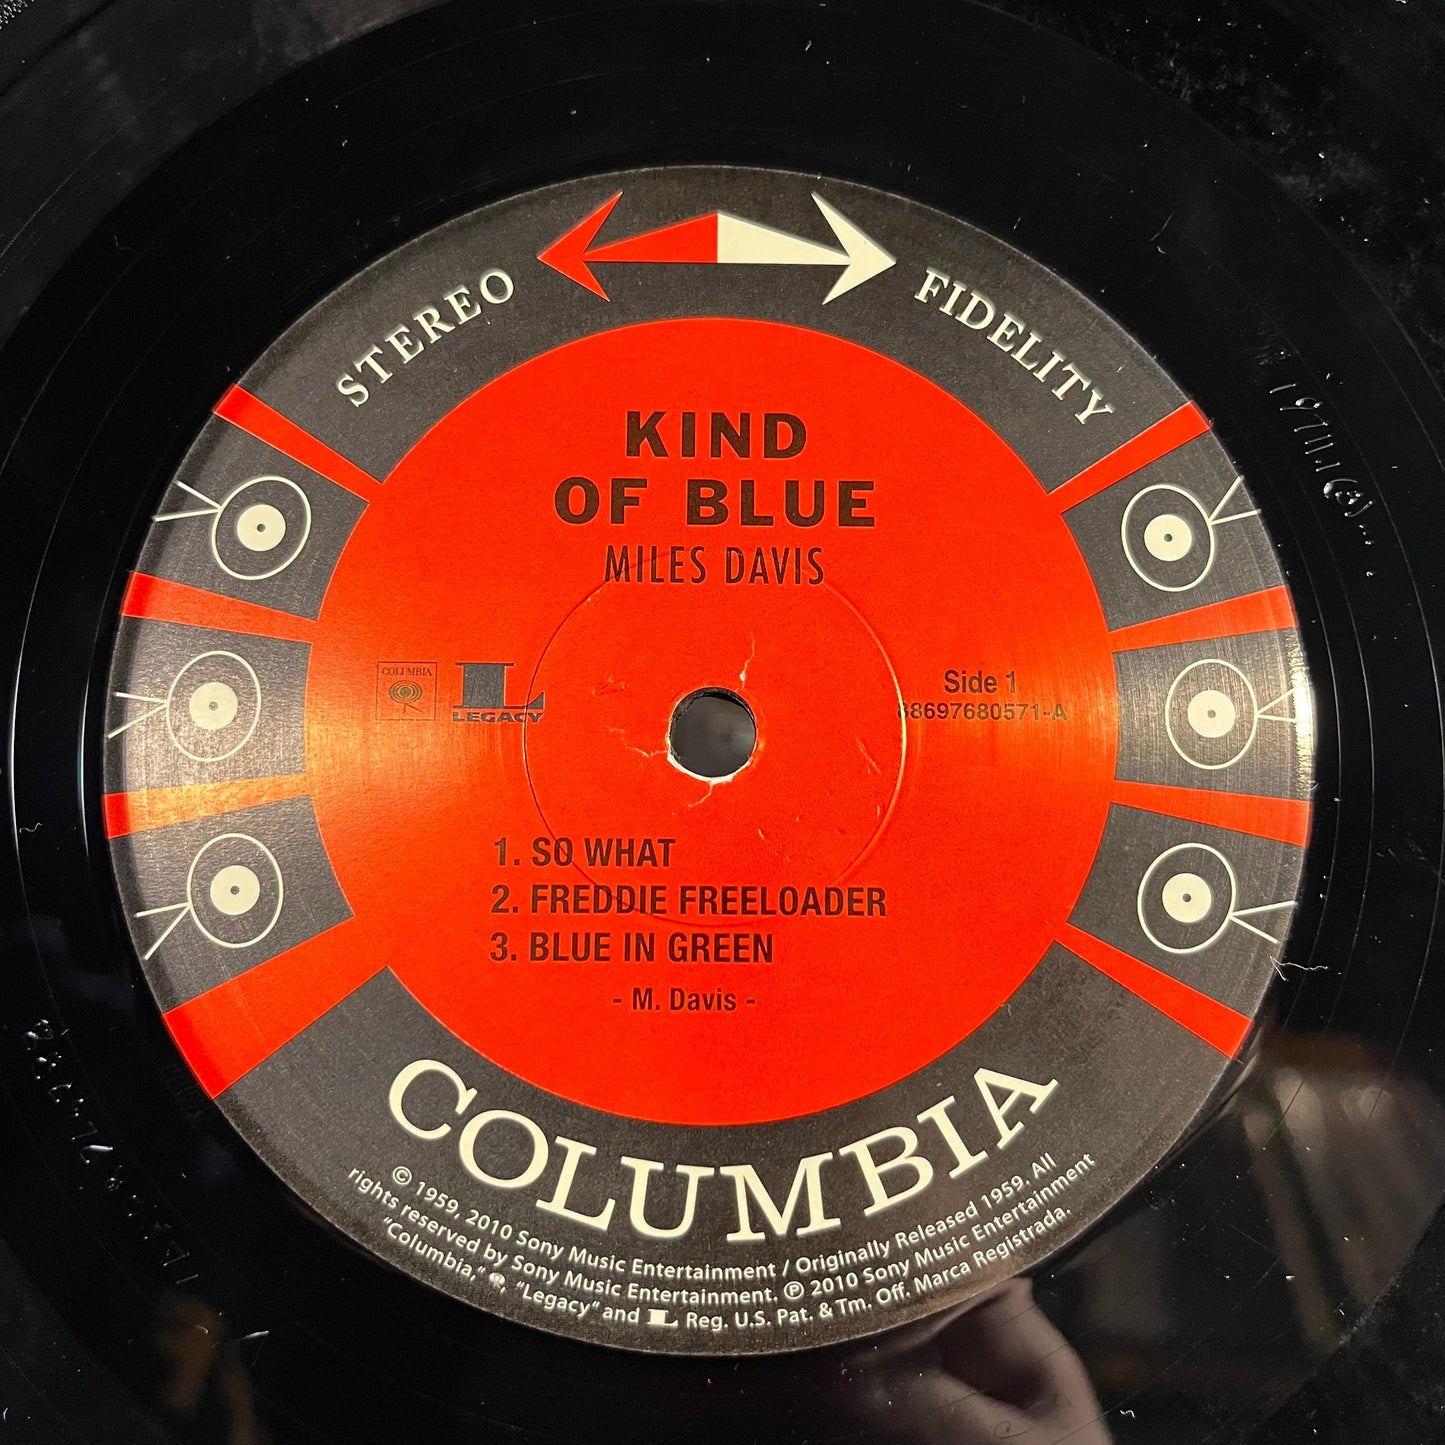 STEREO FIDELITY
KIND
OF BLUE
MILES DAVIS
COLUMBIA
LEGACY
Side 1
88697680571-A
1. SO WHAT
2. FREDDIE FREELOADER
3. BLUE IN GREEN
- M. Davis -
COLUMBIA
© 1959, 2010 Sony Music Entertainment / Originally Released 1959. All
rights reserved by Sony Music Entertainment. ℗ 2010 Sony Music Entertainment
"Columbia," , "Legacy" and L Reg. U.S. Pat. & Tm. Off. Marca Registrada.